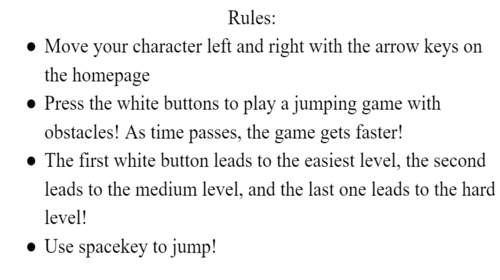 Rules:
● Move your character left and right with the arrow keys on
the homepage
● Press the white buttons to play a jumping game with
obstacles! As time passes, the game gets faster!
● The first white button leads to the easiest level, the second
leads to the medium level, and the last one leads to the hard
level!
● Use spacekey to jump!